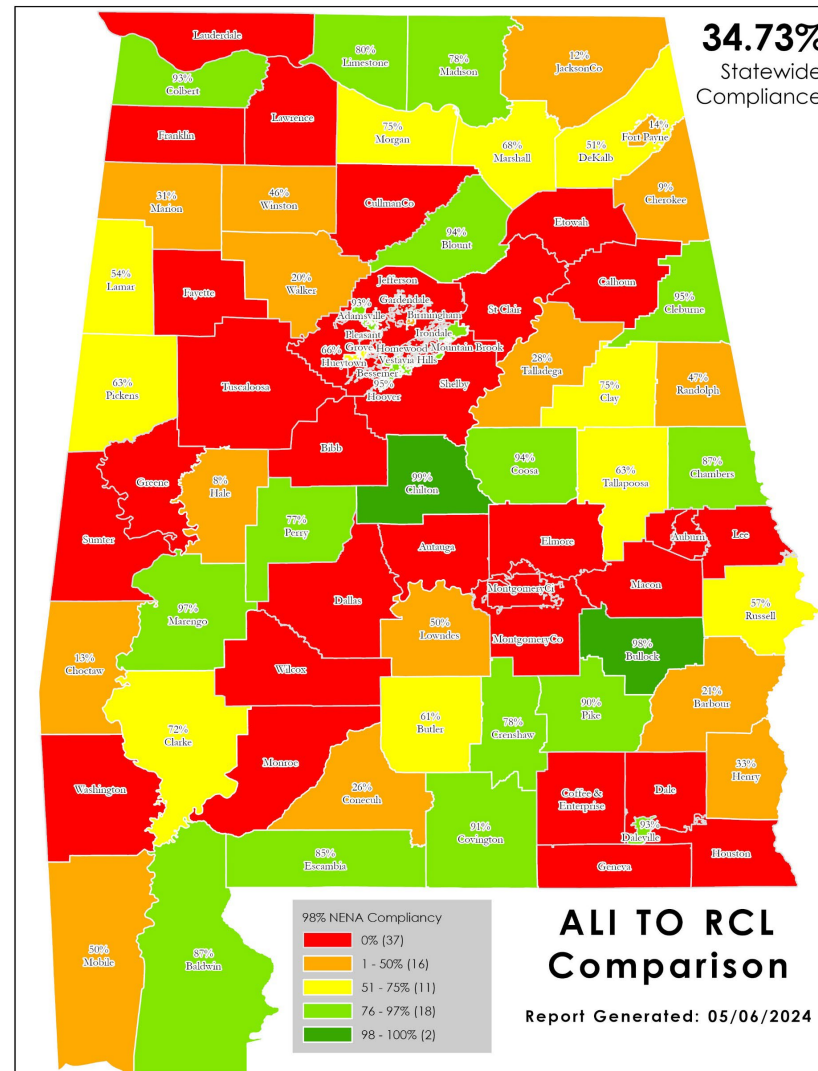 34.73%
Statewide
Compliance
Lauderdale
80%
Limestone
78%
Madison
12%
JacksonCo
93%
Colbert
Lawrence
Franklin
75%
Morgan
68%
Marshall
51%
DeKalb
14%
Fort Payne
9%
Cherokee
31%
Marion
46%
Winston
CullmanCo
94%
Blount
Etowah
54%
Lamar
Fayette
20%
Walker
Jefferson
Gardendale
93%
Adamsville
Birmingham
Pleasant
Grove
Irondale
Homewood
Mountain Brook
66%
Hueytown
Vestavia Hills
Bessemer
95%
Hoover
St Clair
Calhoun
95%
Cleburne
63%
Pickens
Tuscaloosa
Shelby
28%
Talladega
75%
Clay
47%
Randolph
Bibb
99%
Chilton
94%
Coosa
63%
Tallapoosa
87%
Chambers
Greene
8%
Hale
77%
Perry
Sumter
Autauga
Elmore
Auburn
Lee
97%
Marengo
Dallas
MontgomeryCi
MontgomeryCo
Macon
57%
Russell
13%
Choctaw
Wilcox
50%
Lowndes
98%
Bullock
21%
Barbour
72%
Clarke
Monroe
61%
Butler
78%
Crenshaw
90%
Pike
33%
Henry
Washington
26%
Conecuh
Coffee &
Enterprise
Dale
93%
Daleville
91%
Covington
85%
Escambia
Geneva
Houston
50%
Mobile
87%
Baldwin
98% NENA Compliancy
0% (37)
1 - 50% (16)
51 - 75% (11)
76 - 97% (18)
98 - 100% (2)
ALI TO RCL
Comparison
Report Generated: 05/06/2024